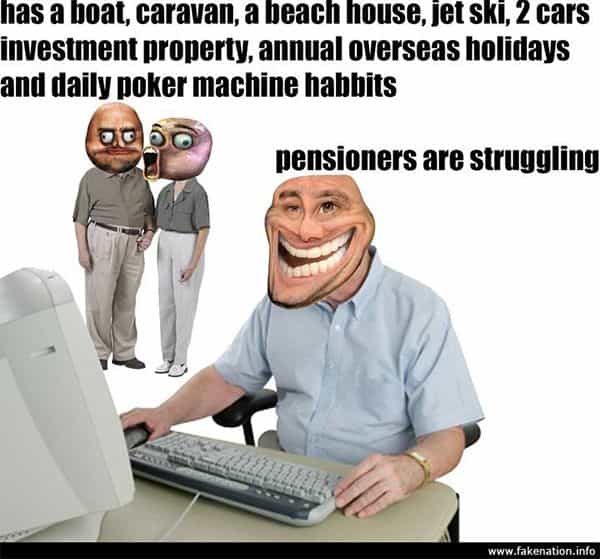 has a boat, caravan, a beach house, jet ski, 2 cars
investment property, annual overseas holidays
and daily poker machine habbits
pensioners are struggling
www.fakenation.info